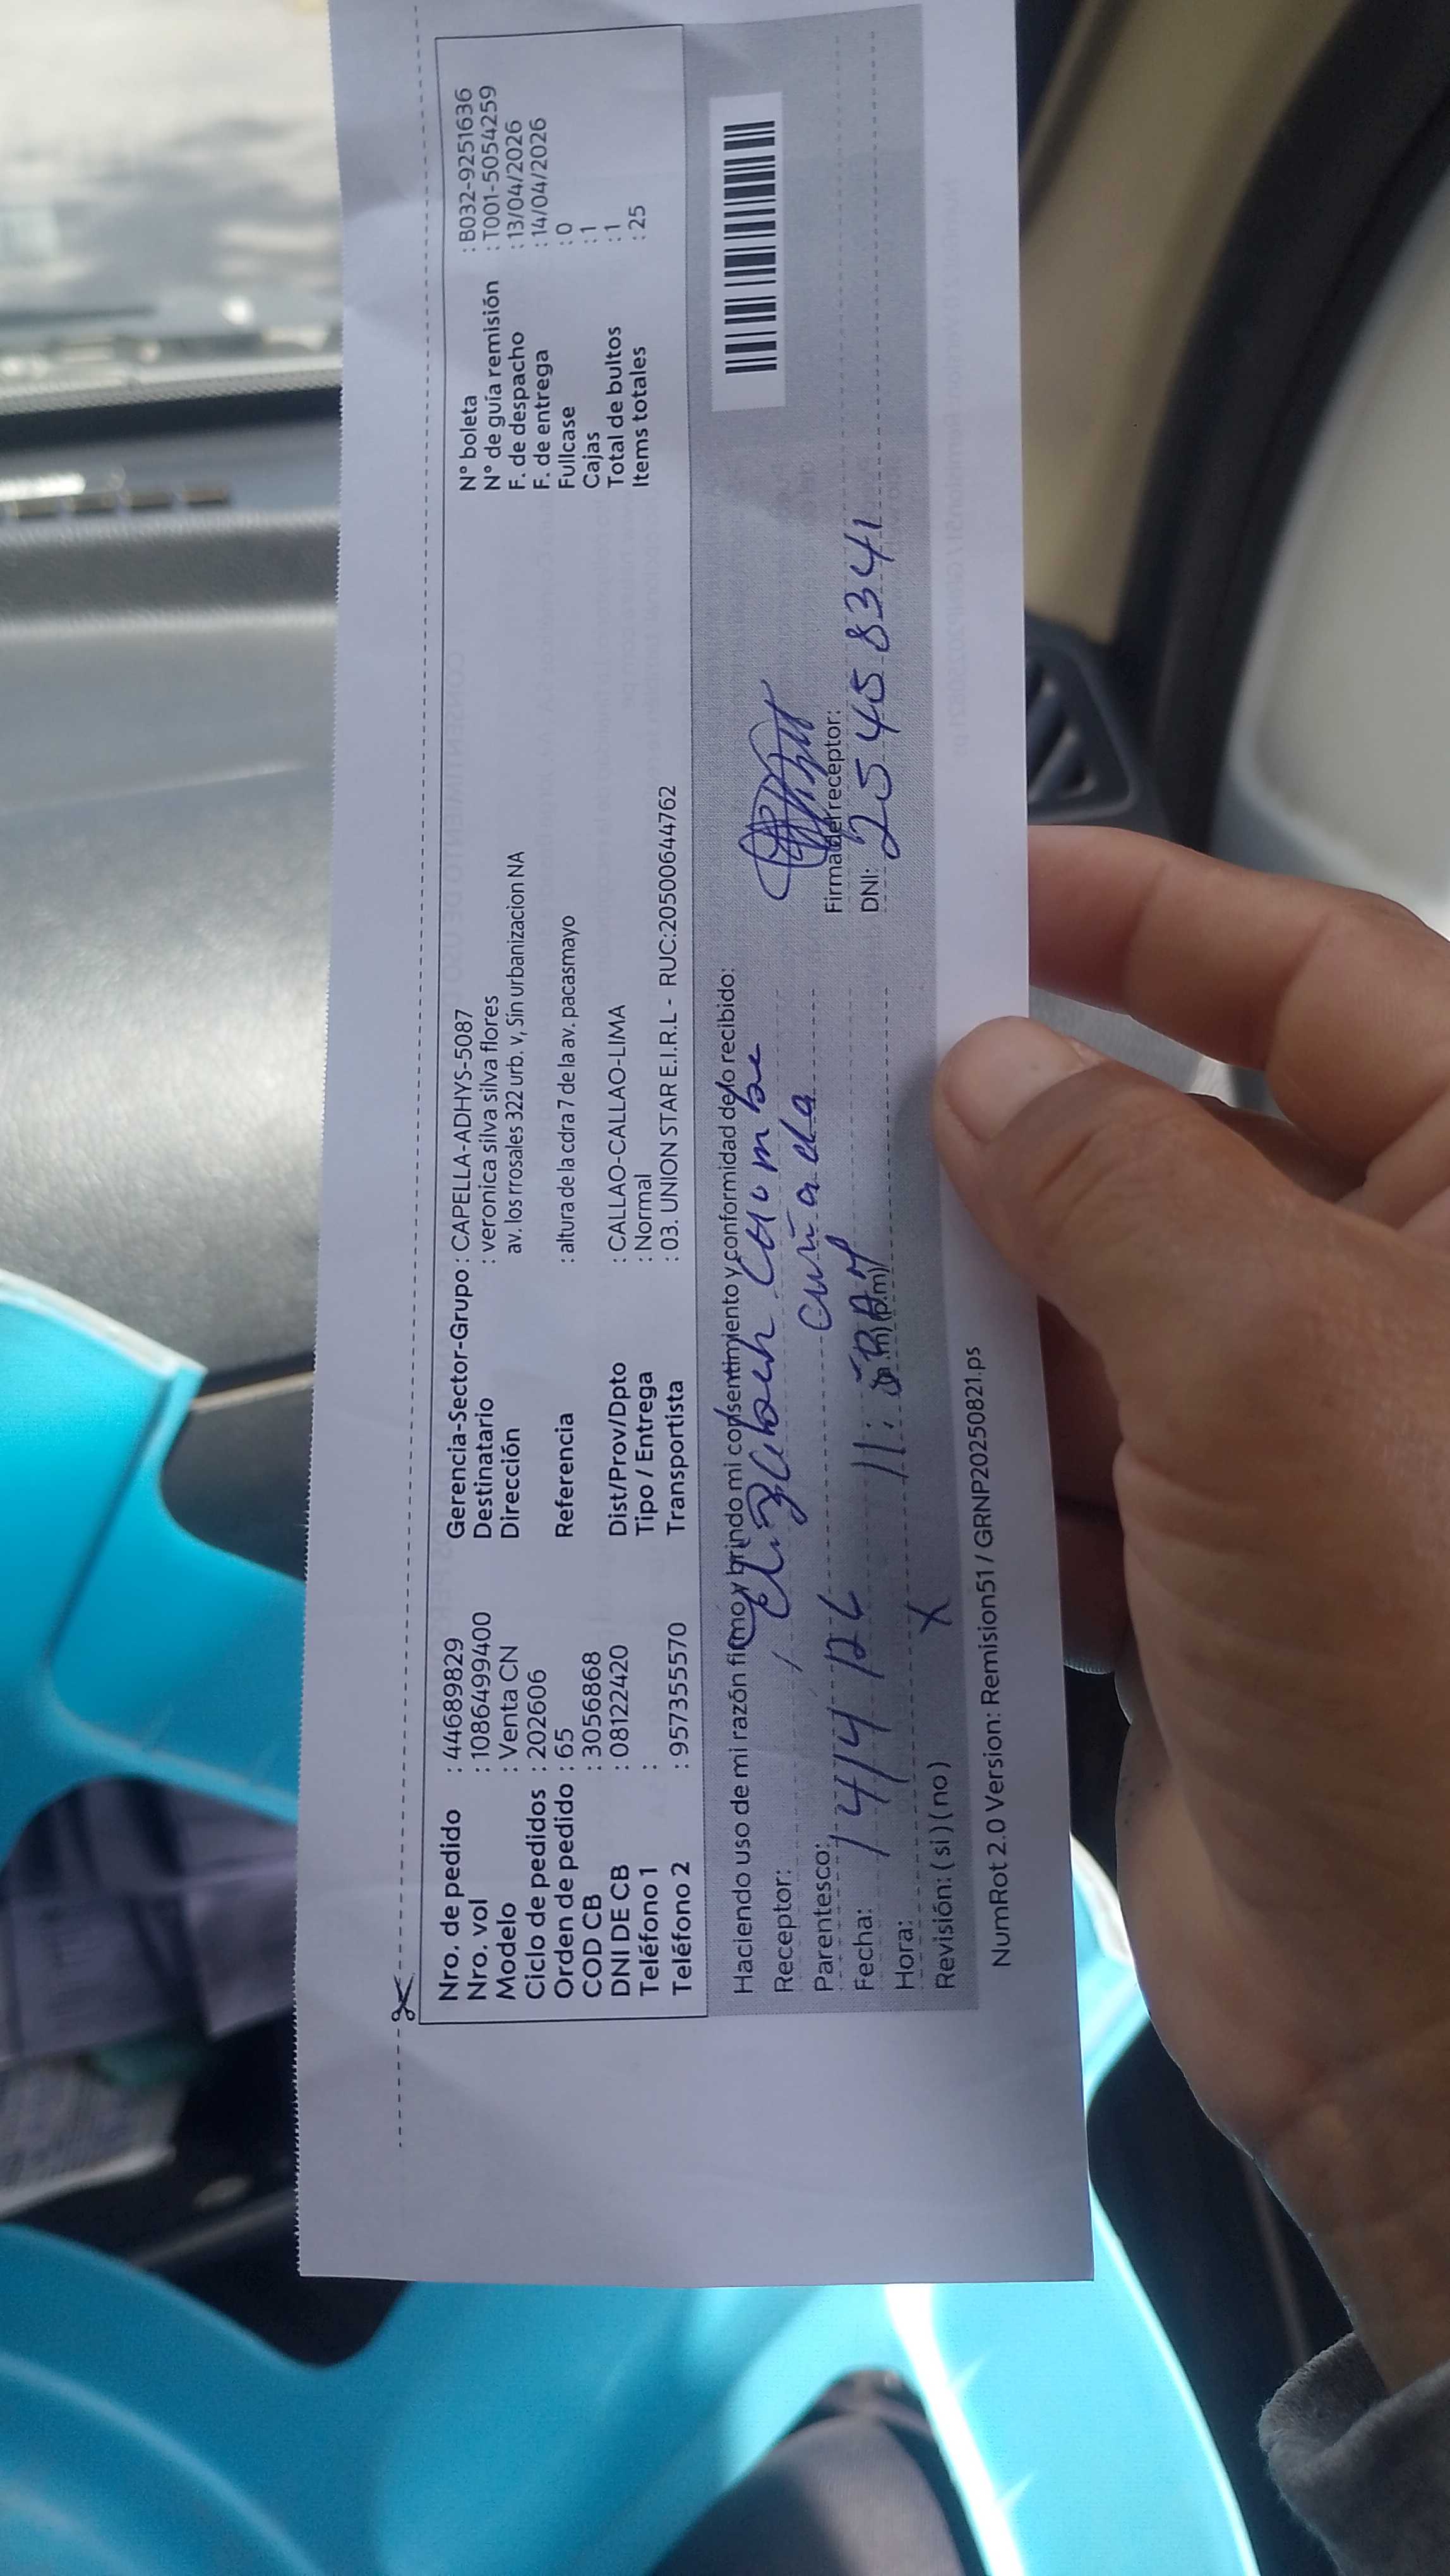 Nro. de pedido : 44689829
Nro. vol : 1086499400
Modelo : Venta CN
Ciclo de pedidos : 202606
Orden de pedido : 65
COD CB : 3056868
DNI DE CB : 08122420
Teléfono 1 :
Teléfono 2 : 957355570
Gerencia-Sector-Grupo : CAPELLA-ADHYS-5087
Destinatario : veronica silva silva flores
Dirección av. los rrosales 322 urb. v, Sin urbanizacion NA
Referencia : altura de la cdra 7 de la av. pacasmayo
Dist/Prov/Dpto : CALLAO-CALLAO-LIMA
Tipo / Entrega : Normal
Transportista : 03. UNION STAR E.I.R.L - RUC:20500644762
N° boleta : B032-9251636
N° de guía remisión : T001-5054259
F. de despacho : 13/04/2026
F. de entrega : 14/04/2026
Fullcase : 0
Cajas : 1
Total de bultos : 1
Items totales : 25
Haciendo uso de mi razón firmo y brindo mi consentimiento y conformidad de lo recibido:
Receptor: Elizabeth
Parentesco: cuñada
Fecha: 14/4
Hora: 11: (a.m) (p.m)
Revisión: ( si ) ( no ) X
Firma del receptor:
DNI: 25458341
NumRot 2.0 Version: Remision51 / GRNP20250821.ps